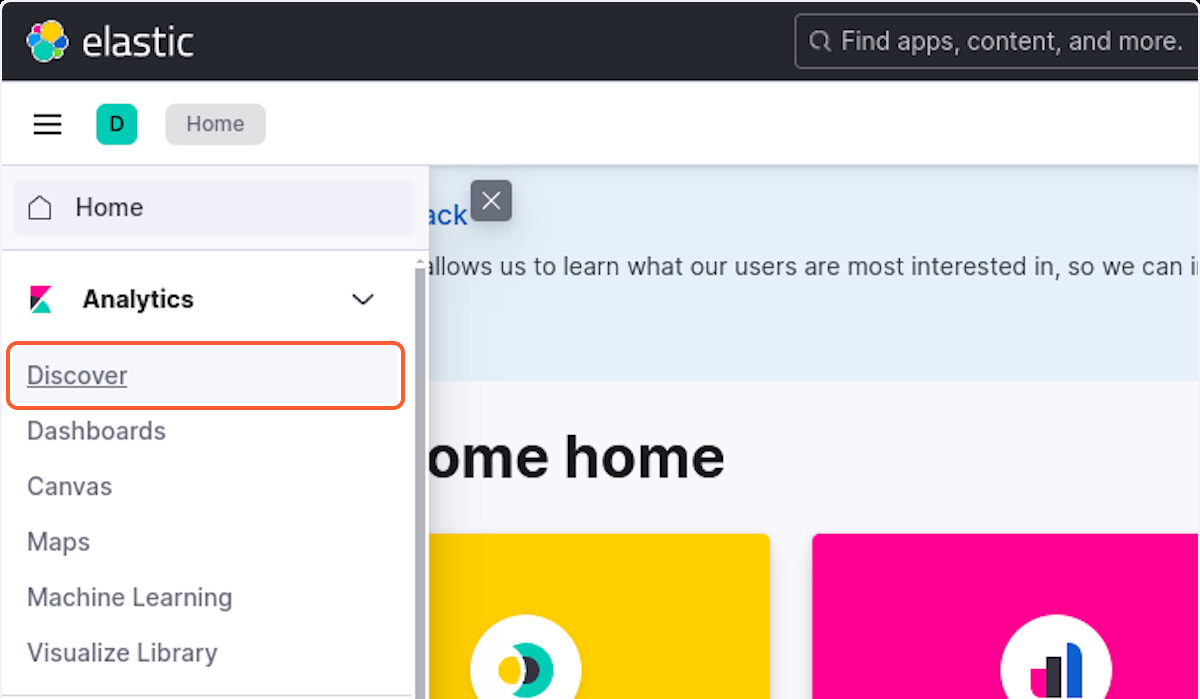 elastic
Find apps, content, and more.
D
Home
Home
ack
allows us to learn what our users are most interested in, so we can
Analytics
Discover
Dashboards
ome home
Canvas
Maps
Machine Learning
Visualize Library